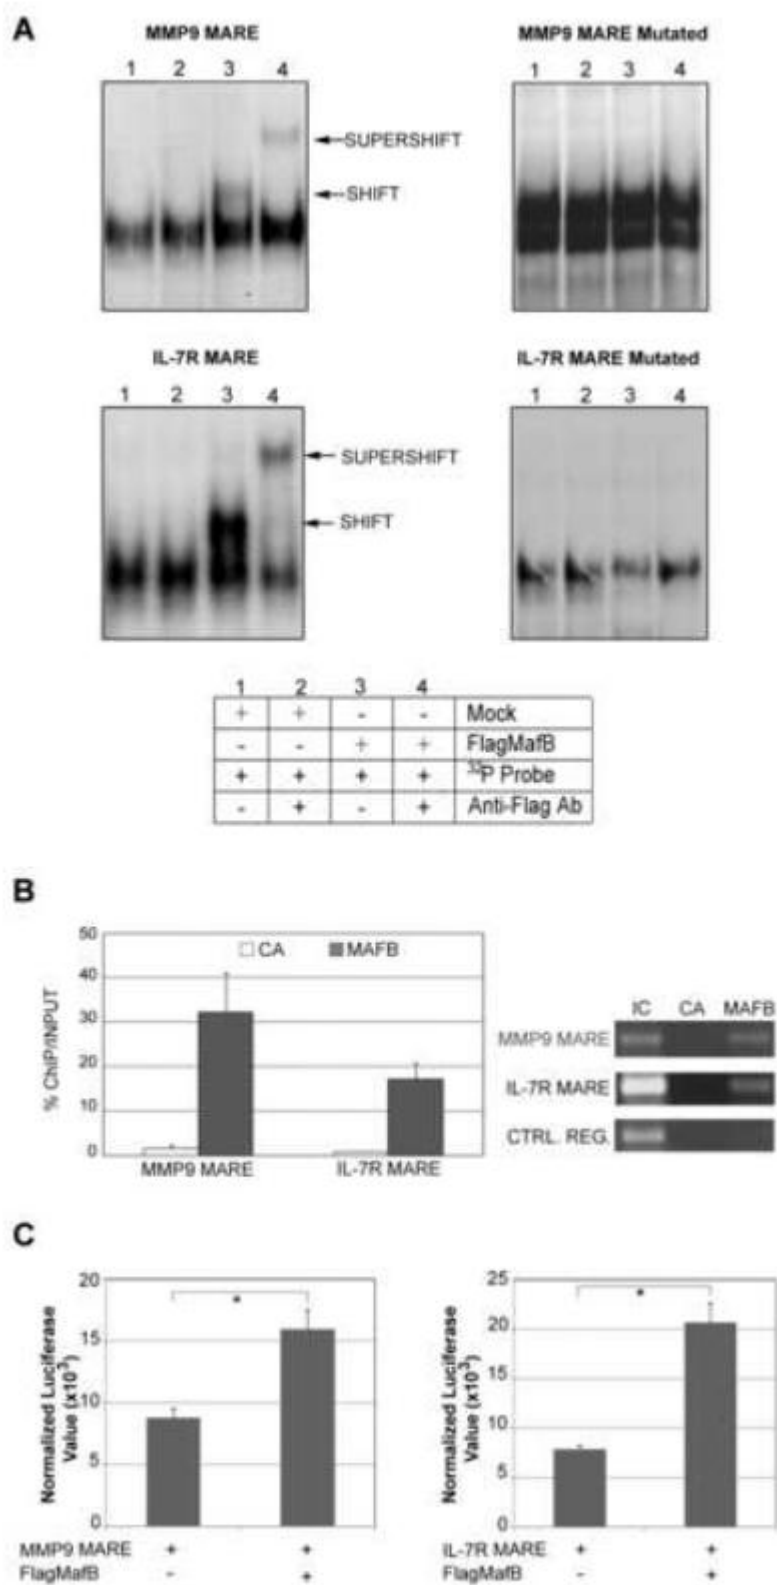 A
MMP9 MARE
1 2 3 4
SUPERSHIFT
SHIFT
MMP9 MARE Mutated
1 2 3 4
IL-7R MARE
1 2 3 4
SUPERSHIFT
SHIFT
IL-7R MARE Mutated
1 2 3 4
1 2 3 4
+ + - - Mock
- - + + FlagMafB
+ + + + ³²P Probe
- + - + Anti-Flag Ab
B
% ChIP/INPUT
50
40
30
20
10
0
CA MAFB
MMP9 MARE IL-7R MARE
IC CA MAFB
MMP9 MARE
IL-7R MARE
CTRL. REG.
C
Normalized Luciferase
Value (x10³)
20
15
10
5
0
*
MMP9 MARE + +
FlagMafB - +
Normalized Luciferase
Value (x10³)
25
20
15
10
5
0
*
IL-7R MARE + +
FlagMafB - +